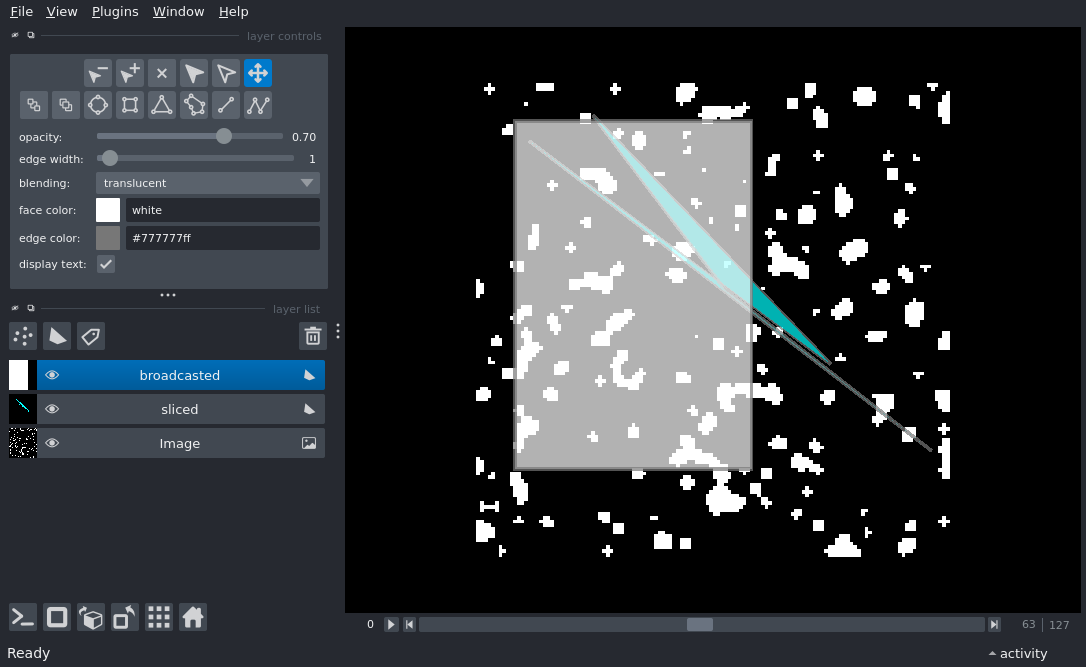 File View Plugins Window Help
layer controls
opacity: 0.70
edge width: 1
blending: translucent
face color: white
edge color: #777777ff
display text:
layer list
broadcasted
sliced
Image
0 63 127
Ready activity